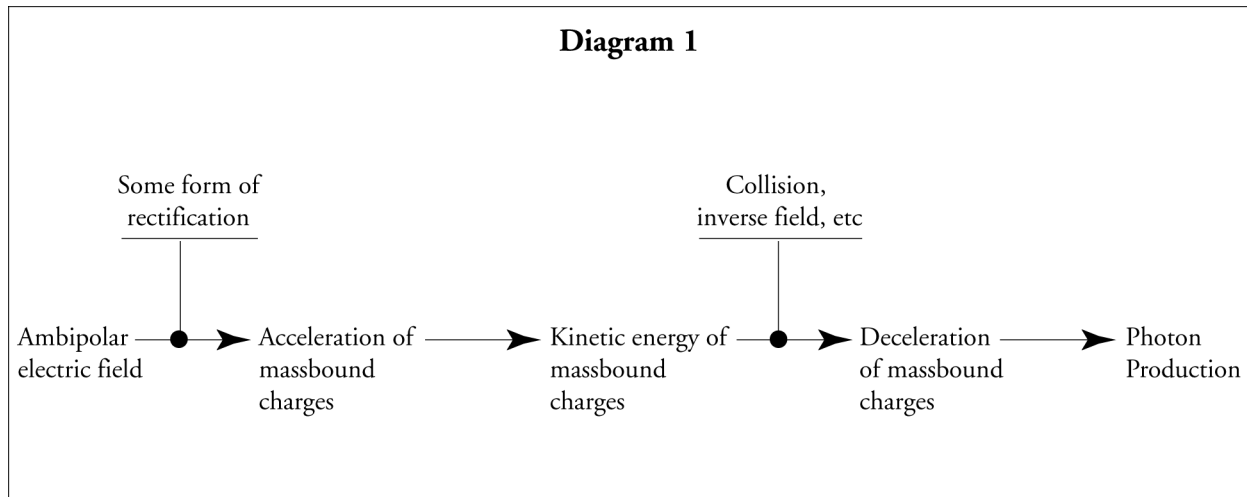 Diagram 1
Some form of
rectification
Collision,
inverse field, etc
Ambipolar
electric field
Acceleration of
massbound
charges
Kinetic energy of
massbound
charges
Deceleration
of massbound
charges
Photon
Production